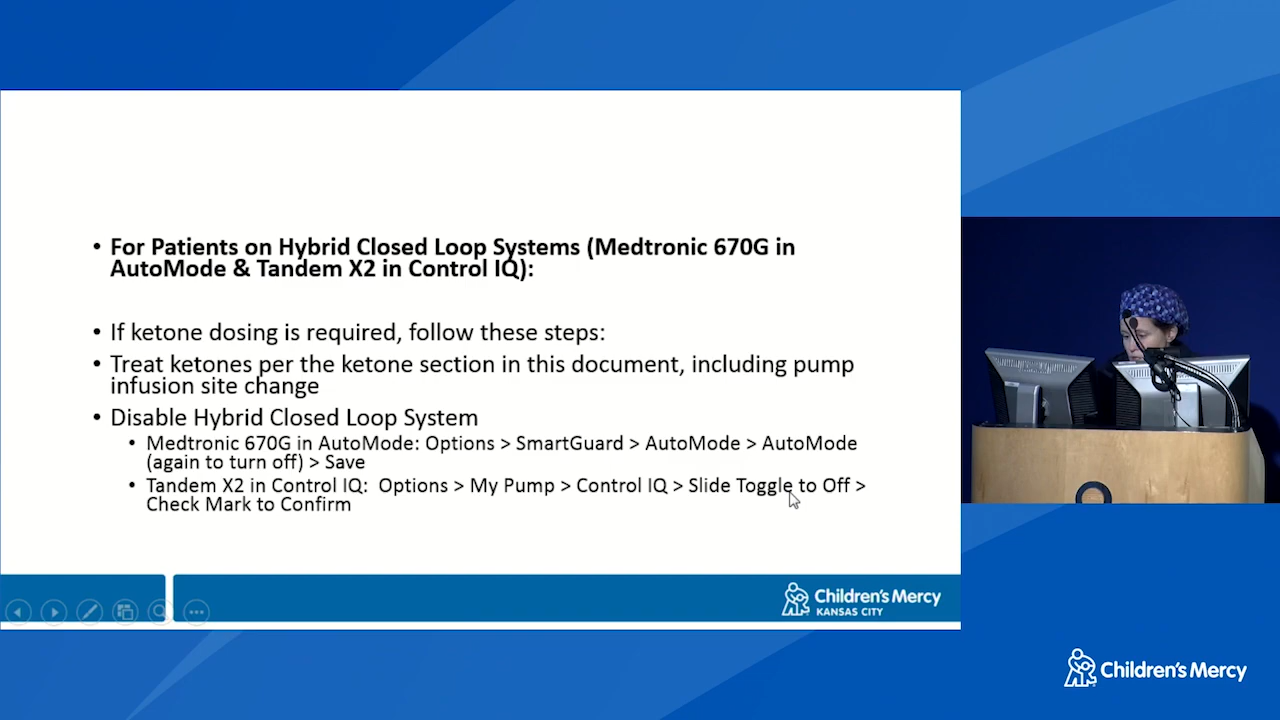 • For Patients on Hybrid Closed Loop Systems (Medtronic 670G in
AutoMode & Tandem X2 in Control IQ):
• If ketone dosing is required, follow these steps:
• Treat ketones per the ketone section in this document, including pump
infusion site change
• Disable Hybrid Closed Loop System
• Medtronic 670G in AutoMode: Options > SmartGuard > AutoMode > AutoMode
(again to turn off) > Save
• Tandem X2 in Control IQ: Options > My Pump > Control IQ > Slide Toggle to Off >
Check Mark to Confirm
Children's Mercy
KANSAS CITY
Children's Mercy